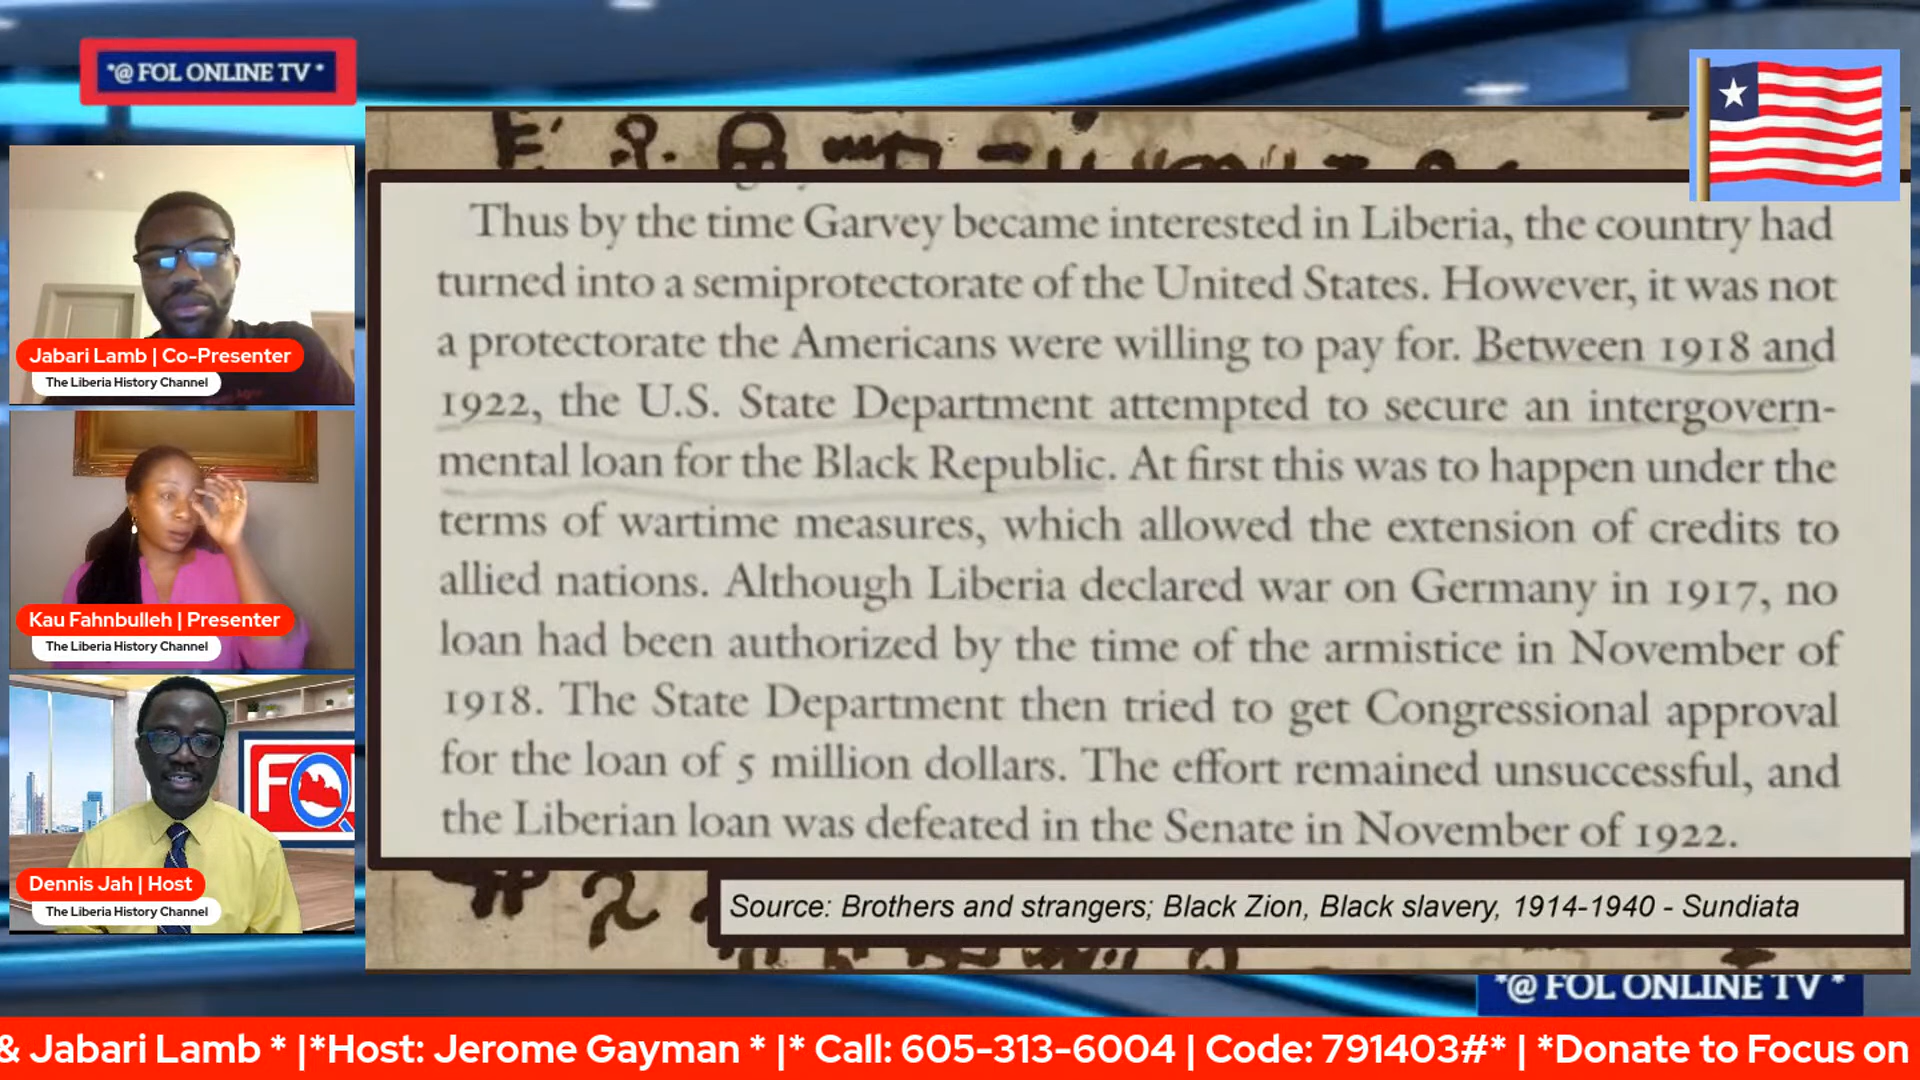 *@ FOL ONLINE TV *
Jabari Lamb | Co-Presenter
The Liberia History Channel
Kau Fahnbulleh | Presenter
The Liberia History Channel
Dennis Jah | Host
The Liberia History Channel
Thus by the time Garvey became interested in Liberia, the country had
turned into a semiprotectorate of the United States. However, it was not
a protectorate the Americans were willing to pay for. Between 1918 and
1922, the U.S. State Department attempted to secure an intergovern-
mental loan for the Black Republic. At first this was to happen under the
terms of wartime measures, which allowed the extension of credits to
allied nations. Although Liberia declared war on Germany in 1917, no
loan had been authorized by the time of the armistice in November of
1918. The State Department then tried to get Congressional approval
for the loan of 5 million dollars. The effort remained unsuccessful, and
the Liberian loan was defeated in the Senate in November of 1922.
Source: Brothers and strangers; Black Zion, Black slavery, 1914-1940 - Sundiata
*@ FOL ONLINE TV *
& Jabari Lamb * |*Host: Jerome Gayman * |* Call: 605-313-6004 | Code: 791403#* | *Donate to Focus on